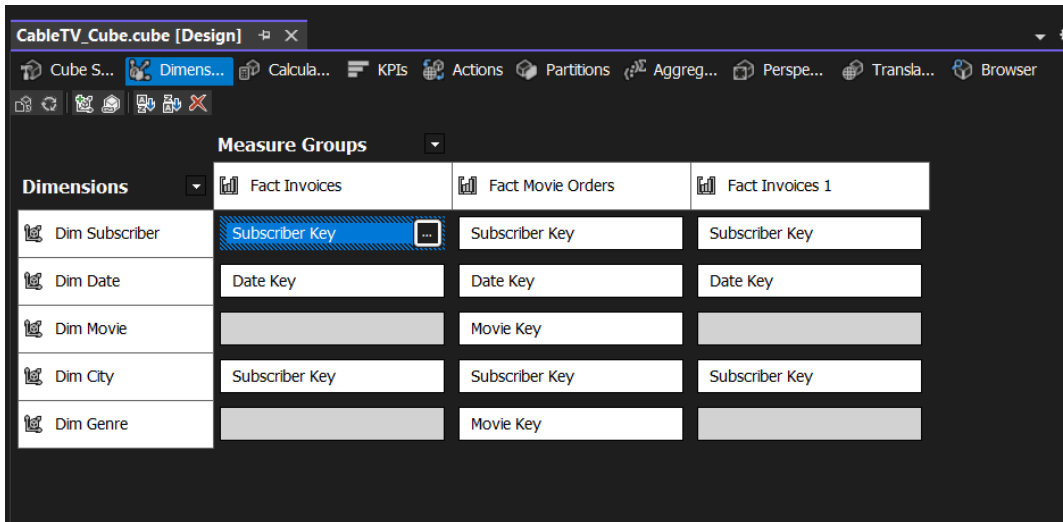 CableTV_Cube.cube [Design]
Cube S... Dimens... Calcula... KPIs Actions Partitions Aggreg... Perspe... Transla... Browser
Measure Groups
Dimensions Fact Invoices Fact Movie Orders Fact Invoices 1
Dim Subscriber Subscriber Key ... Subscriber Key Subscriber Key
Dim Date Date Key Date Key Date Key
Dim Movie Movie Key
Dim City Subscriber Key Subscriber Key Subscriber Key
Dim Genre Movie Key